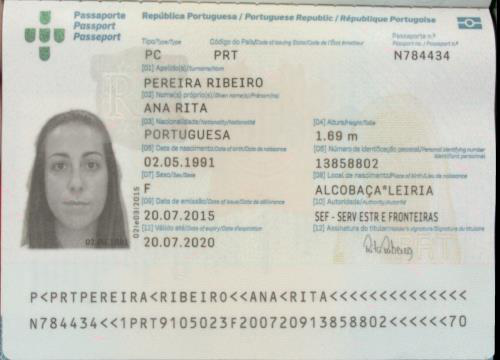 Passaporte
Passport
Passeport
República Portuguesa / Portuguese Republic / République Portugaise
Tipo/Type/Type
Código do País/Code of Issuing State/Code de l'État émetteur
Passaporte n.º
Passport no./Passeport n.º
PC
PRT
N784434
[01] Apelido(s)/Surname/Nom
PEREIRA RIBEIRO
[02] Nome(s) próprio(s)/Given name(s)/Prénom(s)
ANA RITA
[03] Nacionalidade/Nationality/Nationalité
[04] Altura/Height/Taille
PORTUGUESA
1.69 m
[05] Data de nascimento/Date of birth/Date de naissance
[06] Número de identificação pessoal/Personal identifying number
02.05.1991
13858802
[07] Sexo/Sex/Sexe
[08] Local de nascimento/Place of birth/Lieu de naissance
F
ALCOBAÇA*LEIRIA
[09] Data de emissão/Date of issue/Date de délivrance
[10] Autoridade/Authority/Autorité
20.07.2015
SEF - SERV ESTR E FRONTEIRAS
[11] Válido até/Date of expiry/Date d'expiration
[12] Assinatura do titular/Holder's signature/Signature du titulaire
20.07.2020
Rita Ribeiro
02.05.1991
P<PRTPEREIRA<RIBEIRO<<ANA<RITA<<<<<<<<<<<<<<
N784434<<1PRT9105023F200720913858802<<<<<<70